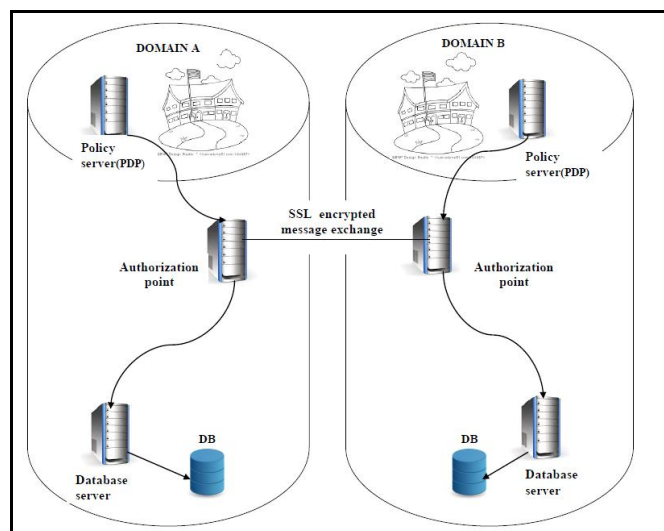 DOMAIN A
DOMAIN B
Policy
server(PDP)
Policy
server(PDP)
SSL encrypted
message exchange
Authorization
point
Authorization
point
Database
server
DB
DB
Database
server